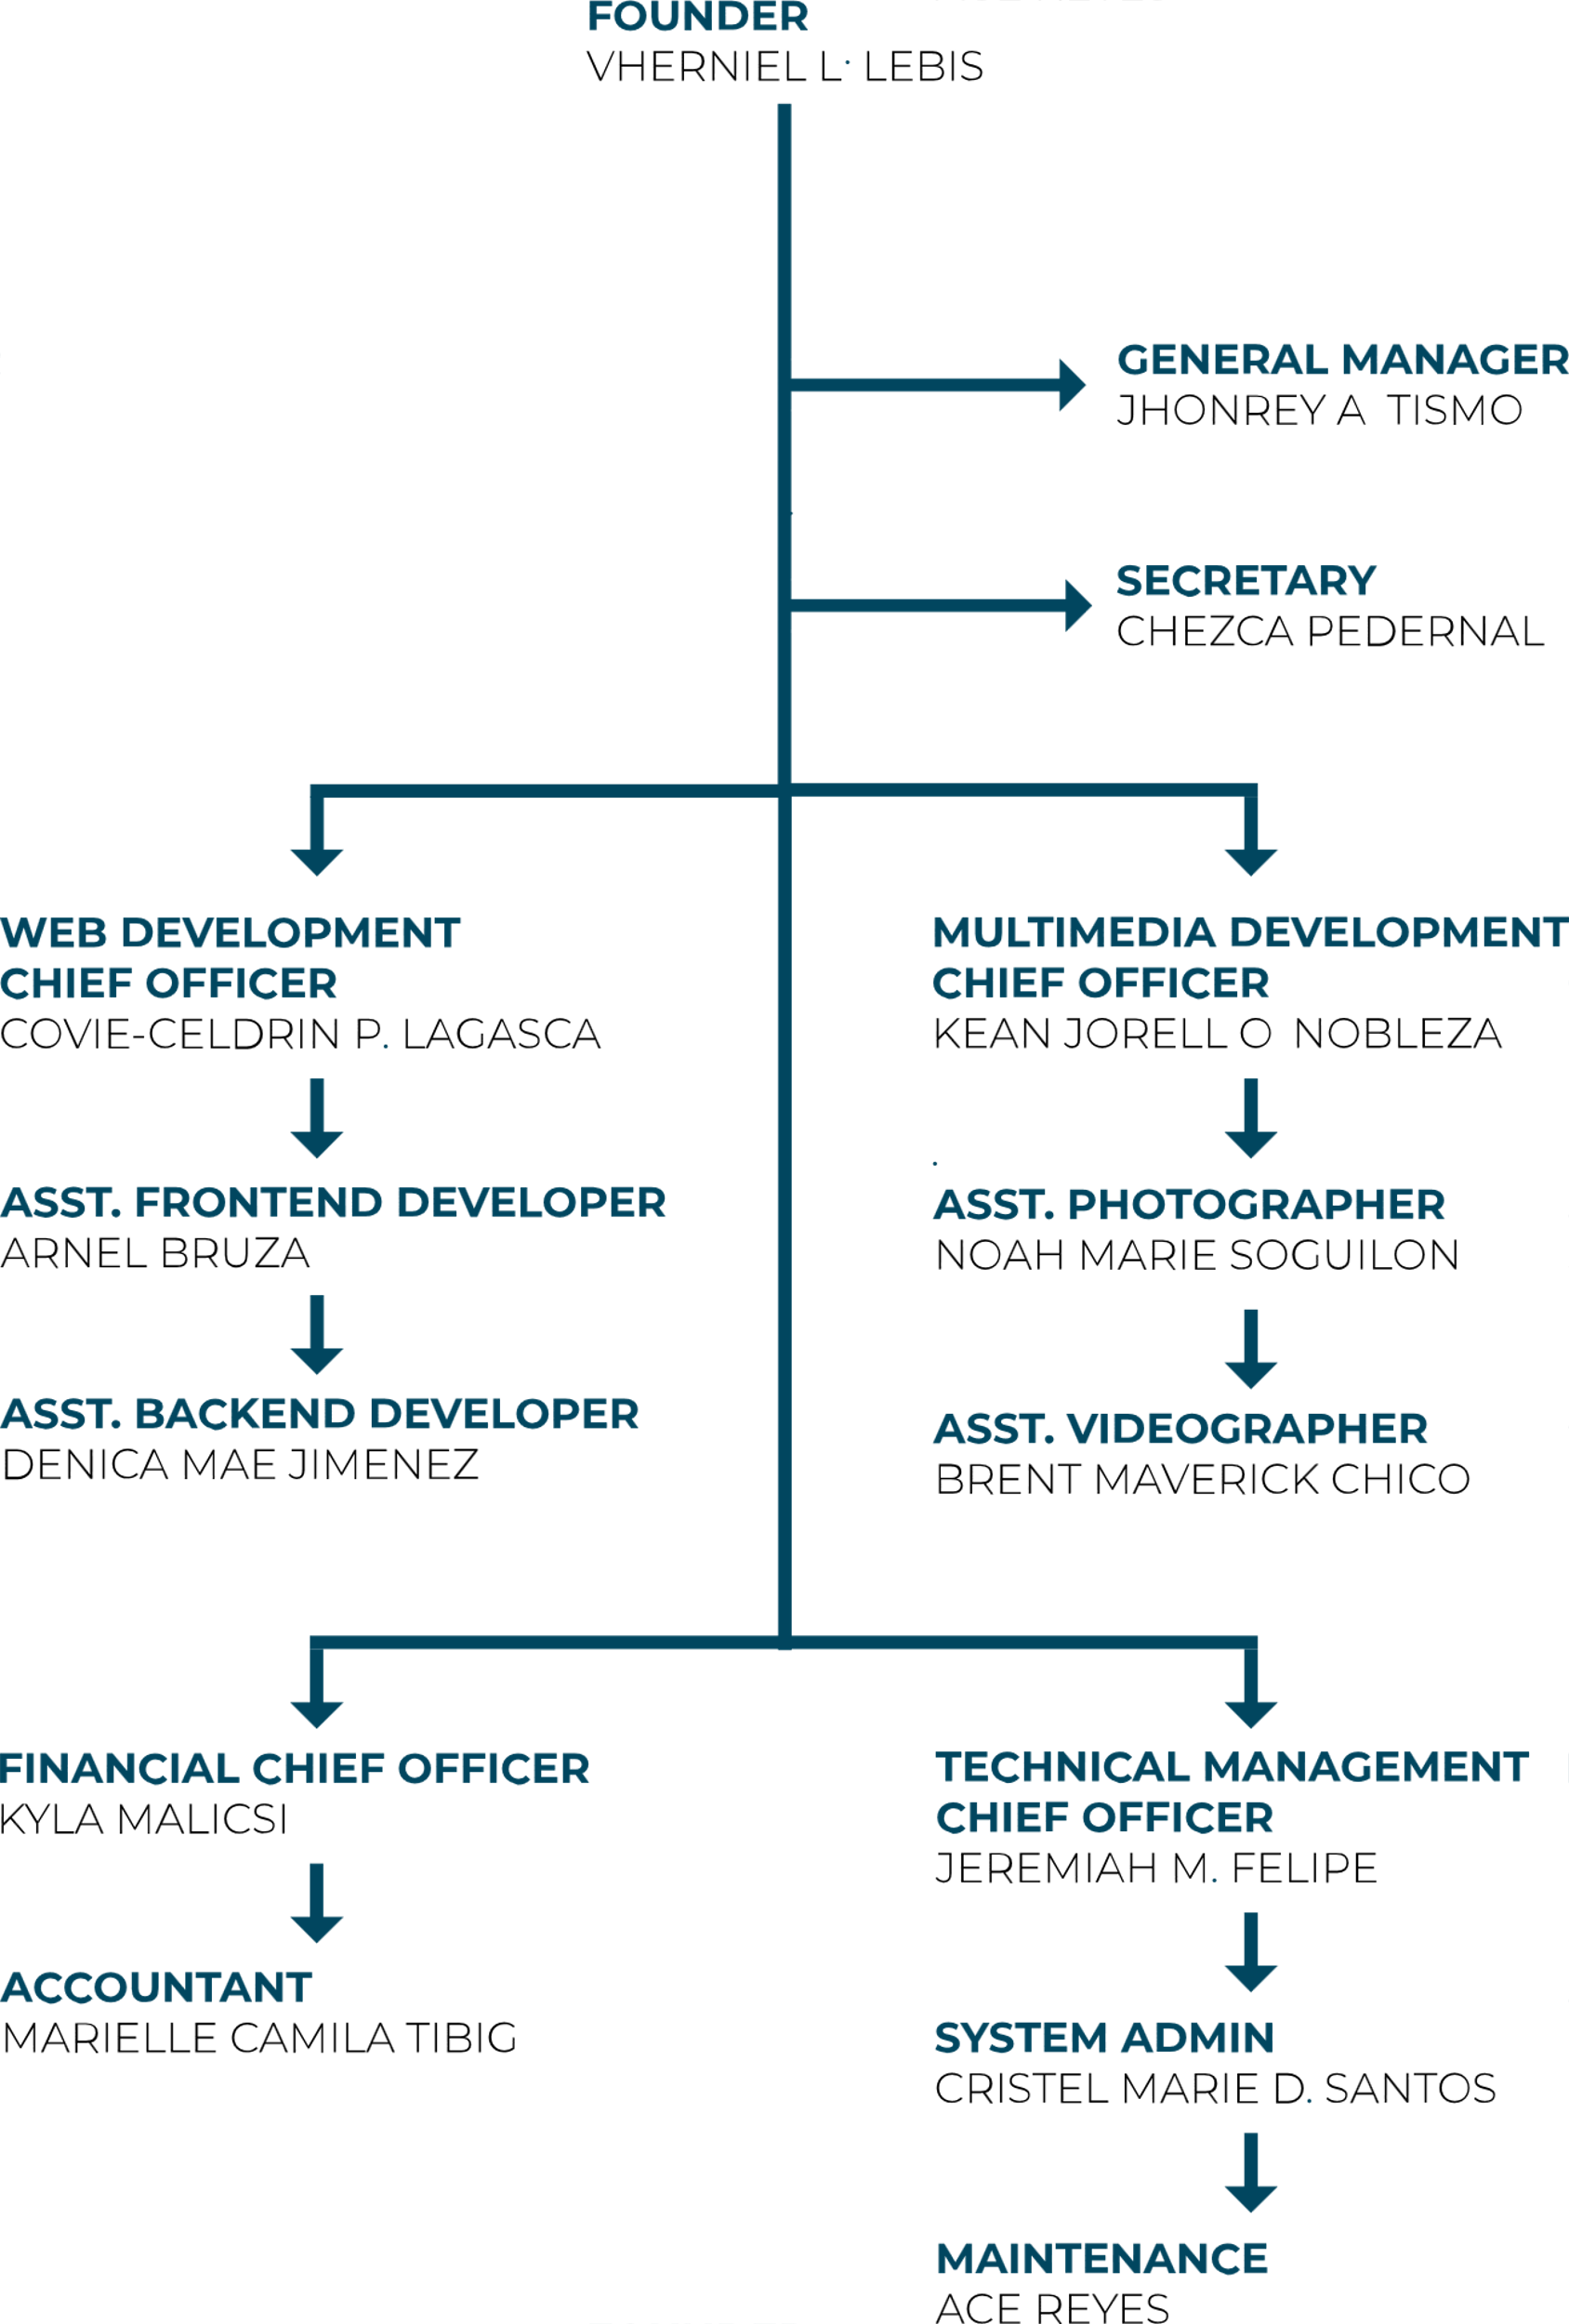 FOUNDER
VHERNIEL L. LEBIS
GENERAL MANAGER
JHONREY A TISMO
SECRETARY
CHEZCA PEDERNAL
WEB DEVELOPMENT
CHIEF OFFICER
COVIE-CELDRIN P. LAGASCA
ASST. FRONTEND DEVELOPER
ARNEL BRUZA
ASST. BACKEND DEVELOPER
DENICA MAE JIMENEZ
MULTIMEDIA DEVELOPMENT
CHIEF OFFICER
KEAN JORELL O NOBLEZA
ASST. PHOTOGRAPHER
NOAH MARIE SOGUILON
ASST. VIDEOGRAPHER
BRENT MAVERICK CHICO
FINANCIAL CHIEF OFFICER
KYLA MALICSI
ACCOUNTANT
MARIELLE CAMILA TIBIG
TECHNICAL MANAGEMENT
CHIEF OFFICER
JEREMIAH M. FELIPE
SYSTEM ADMIN
CRISTEL MARIE D. SANTOS
MAINTENANCE
ACE REYES